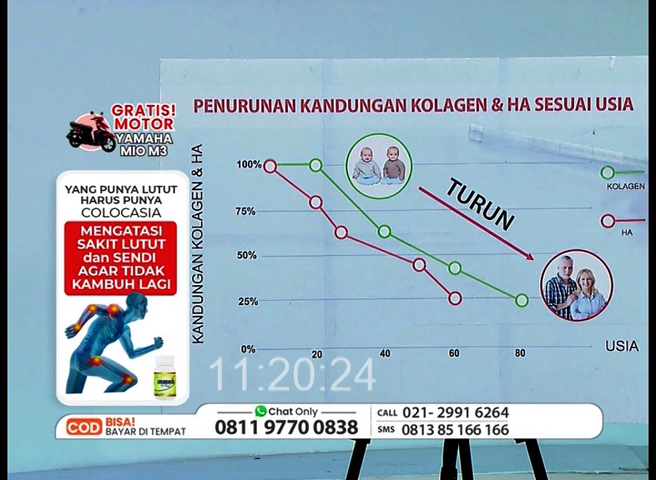 GRATIS!
MOTOR
YAMAHA
MIO M3
PENURUNAN KANDUNGAN KOLAGEN & HA SESUAI USIA
YANG PUNYA LUTUT
HARUS PUNYA
COLOCASIA
MENGATASI
SAKIT LUTUT
dan SENDI
AGAR TIDAK
KAMBUH LAGI
KANDUNGAN KOLAGEN & HA
100%
75%
50%
25%
0%
20
40
60
80
USIA
TURUN
KOLAGEN
HA
11:20:24
COD BISA!
BAYAR DI TEMPAT
Chat Only
0811 9770 0838
CALL 021- 2991 6264
SMS 0813 85 166 166